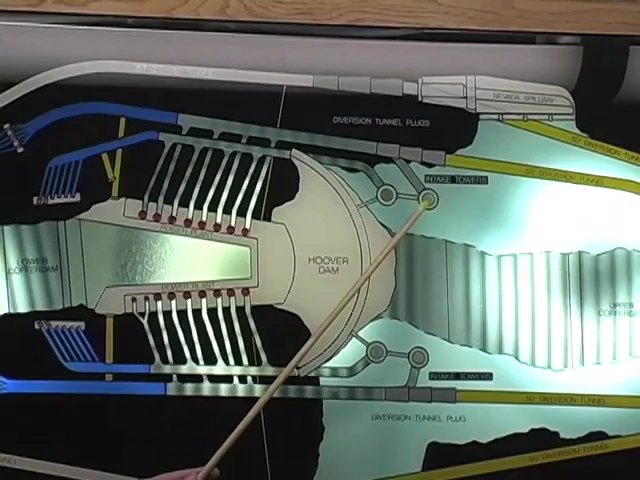 NEVADA SPILLWAY
DIVERSION TUNNEL PLUGS
50' DIVERSION TUNNEL
50' DIVERSION TUNNEL
INTAKE TOWERS
POWER PLANT
HOOVER
DAM
LOWER
COFFERDAM
UPPER
POWER PLANT
INTAKE TOWERS
50' DIVERSION TUNNEL
DIVERSION TUNNEL PLUG
50' DIVERSION TUNNEL